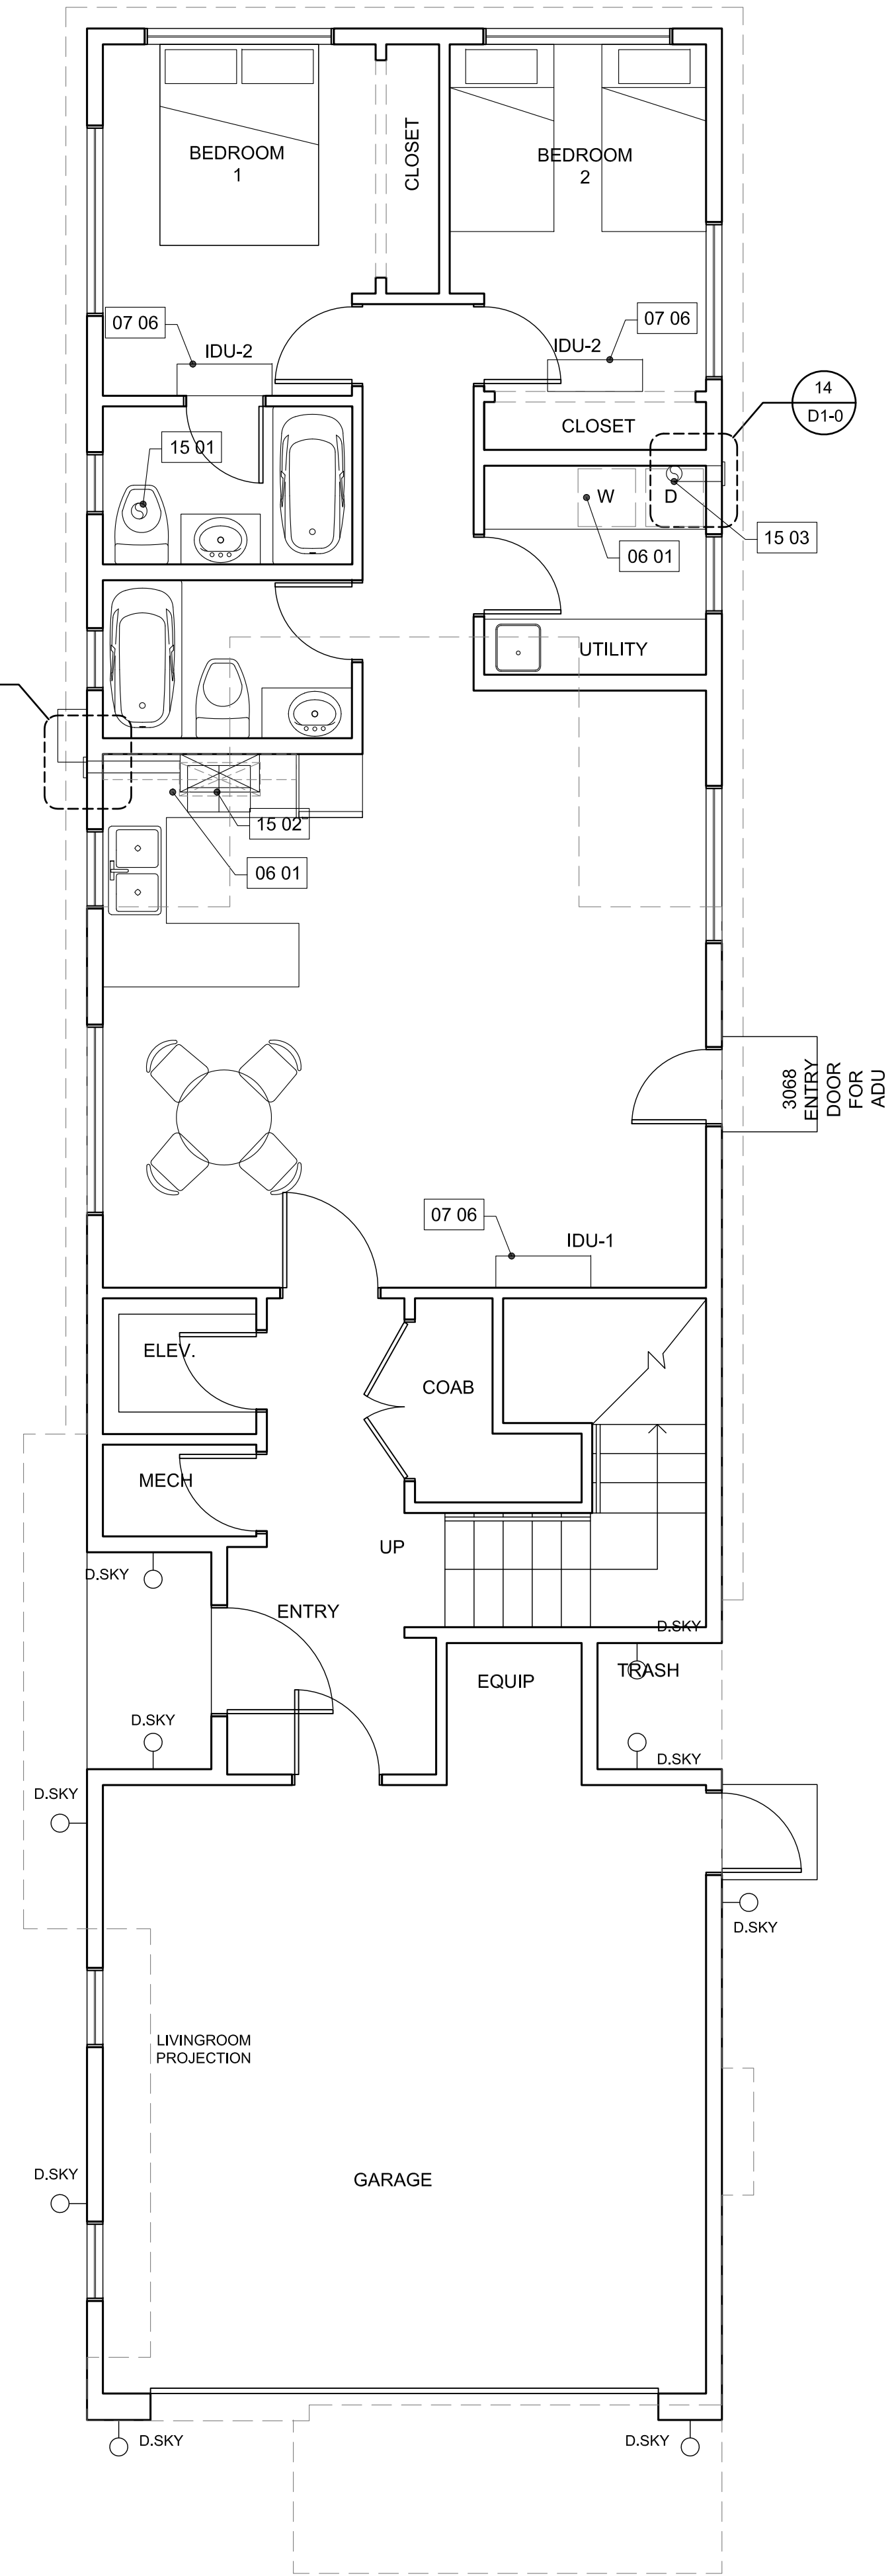 BEDROOM
1
CLOSET
BEDROOM
2
07 06
IDU-2
07 06
IDU-2
14
D1-0
CLOSET
15 01
W
D
06 01
15 03
UTILITY
15 02
06 01
3068
ENTRY
DOOR
FOR
ADU
07 06
IDU-1
ELEV.
COAB
MECH
UP
D.SKY
ENTRY
D.SKY
EQUIP
TRASH
D.SKY
D.SKY
D.SKY
D.SKY
LIVINGROOM
PROJECTION
D.SKY
GARAGE
D.SKY
D.SKY